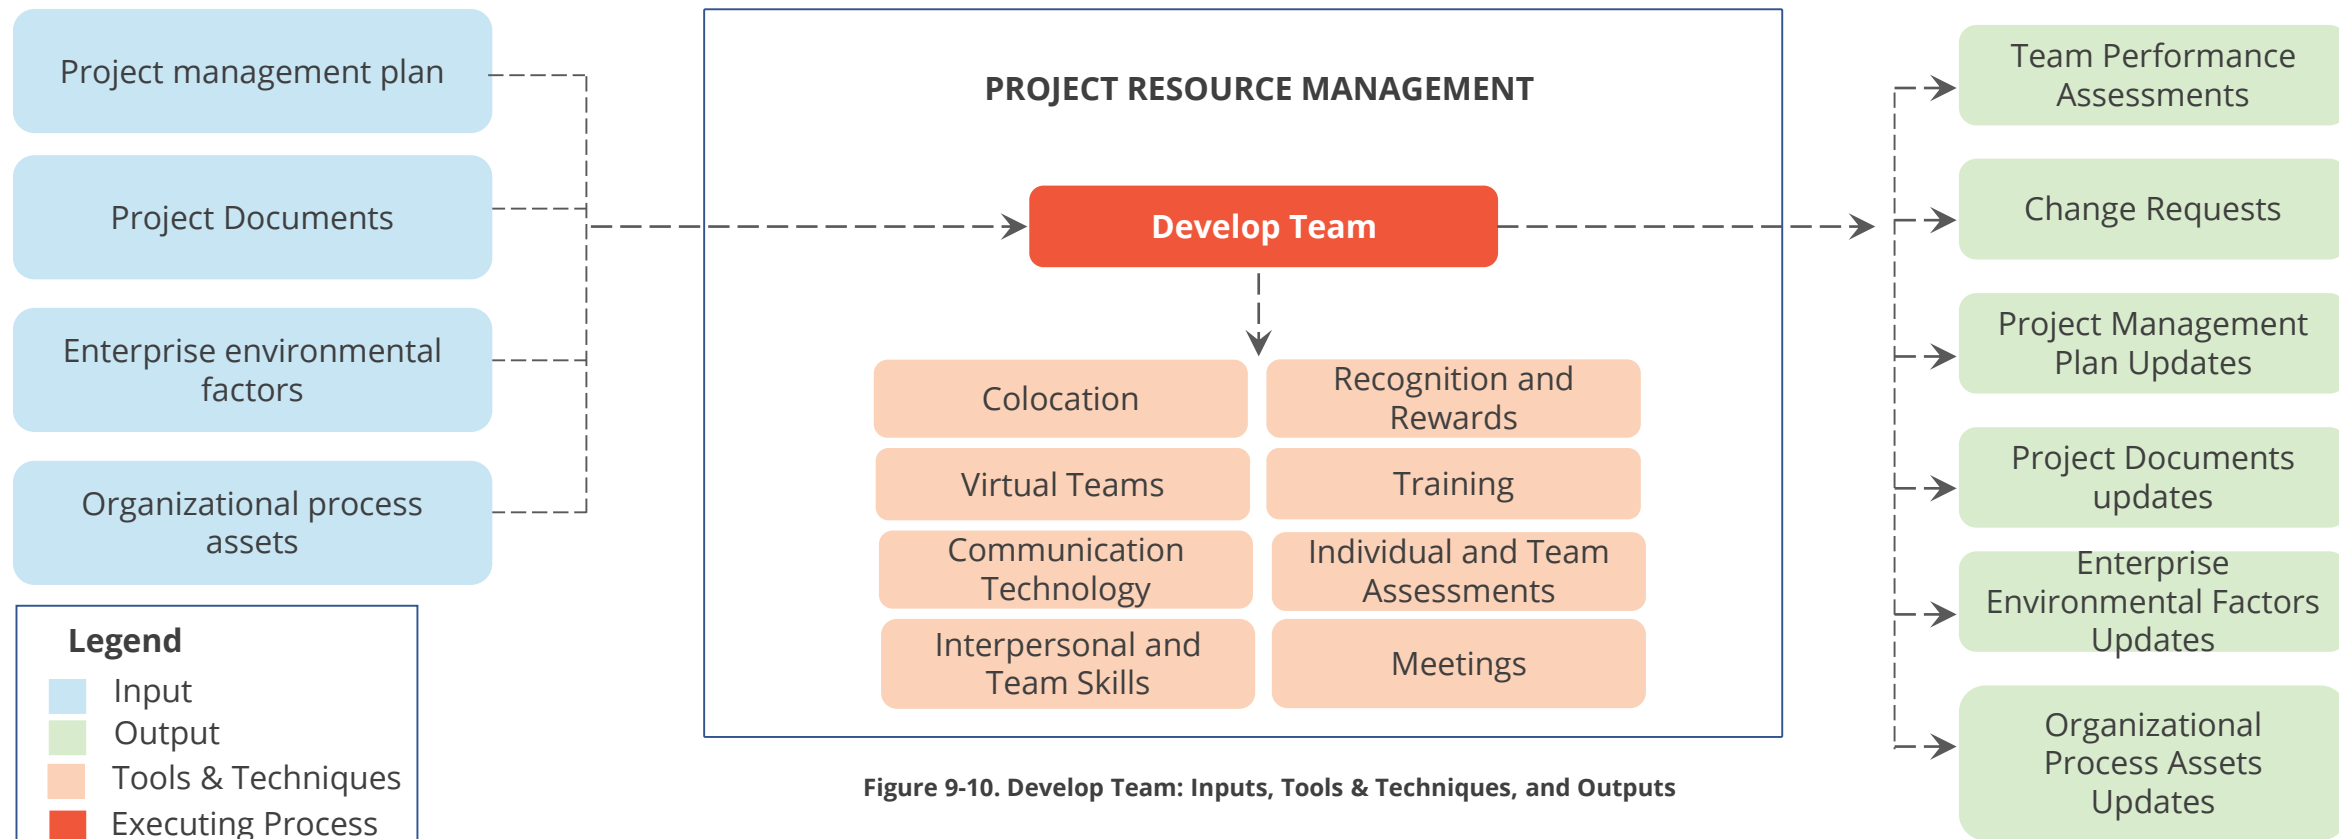 Project management plan
Project Documents
Enterprise environmental
factors
Organizational process
assets
Legend
Input
Output
Tools & Techniques
Executing Process
PROJECT RESOURCE MANAGEMENT
Develop Team
Colocation
Recognition and
Rewards
Virtual Teams
Training
Communication
Technology
Individual and Team
Assessments
Interpersonal and
Team Skills
Meetings
Figure 9-10. Develop Team: Inputs, Tools & Techniques, and Outputs
Team Performance
Assessments
Change Requests
Project Management
Plan Updates
Project Documents
updates
Enterprise
Environmental Factors
Updates
Organizational
Process Assets
Updates